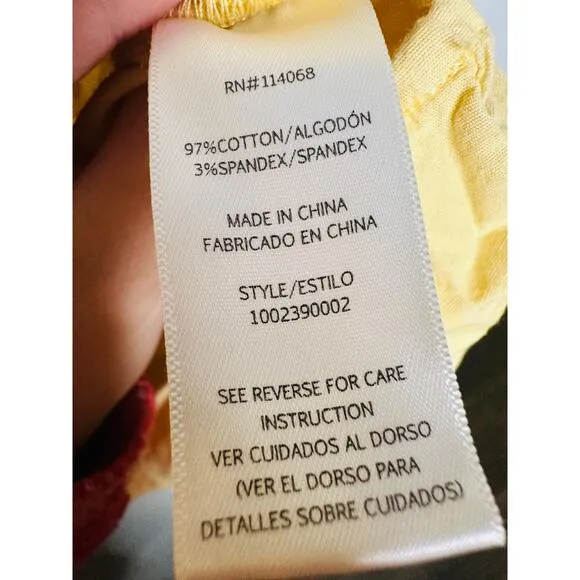 RN#114068
97%COTTON/ALGODÓN
3%SPANDEX/SPANDEX
MADE IN CHINA
FABRICADO EN CHINA
STYLE/ESTILO
1002390002
SEE REVERSE FOR CARE
INSTRUCTION
VER CUIDADOS AL DORSO
(VER EL DORSO PARA
DETALLES SOBRE CUIDADOS)